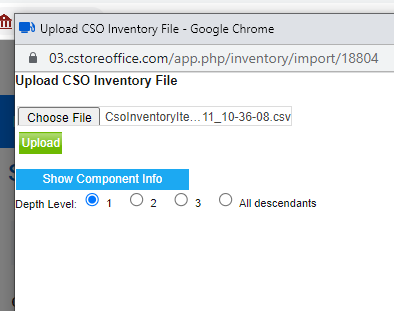 Upload CSO Inventory File - Google Chrome
03.cstoreoffice.com/app.php/inventory/import/18804
Upload CSO Inventory File
Choose File CsoInventoryIte...11_10-36-08.csv
Upload
Show Component Info
Depth Level: 1 2 3 All descendants